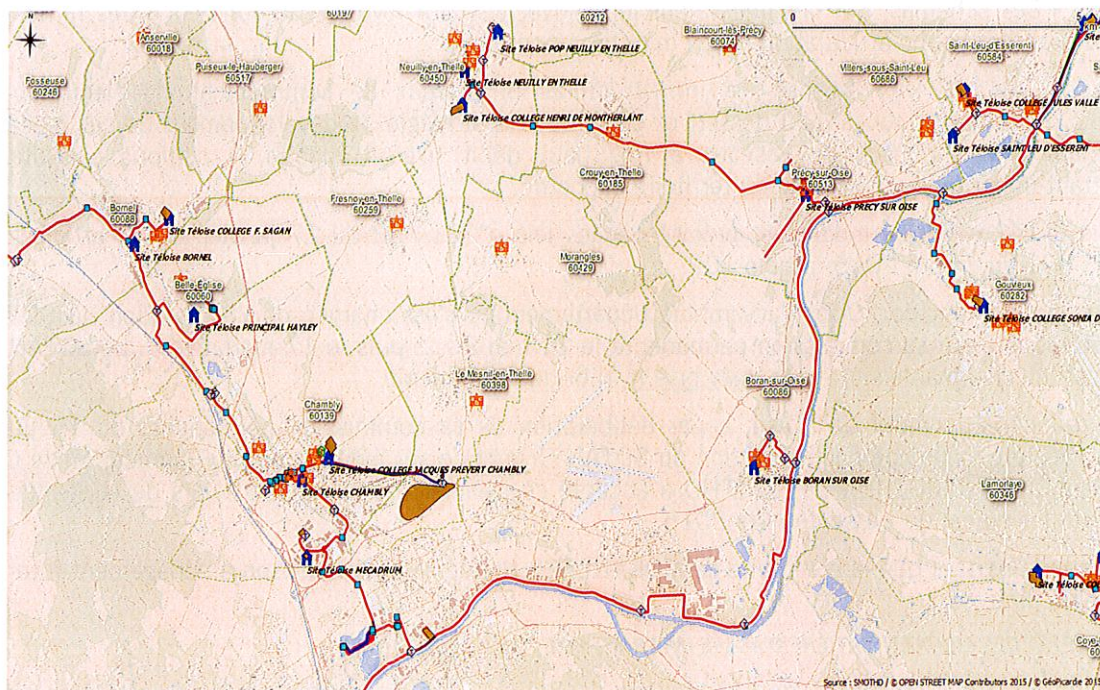 N
60197
60212
0
5
km
Site
Anserville
60018
Puiseux-le-Hauberger
60517
Fosseuse
60246
Site Téloise POP NEUILLY EN THELLE
Neuilly-en-Thelle
60450
Site Téloise NEUILLY EN THELLE
Site Téloise COLLEGE HENRI DE MONTHERLANT
Blaincourt-lès-Précy
60074
Saint-Leu-d'Esserent
60584
Villers-sous-Saint-Leu
60686
Site Téloise COLLEGE JULES VALLE
Site Téloise SAINT LEU D'ESSERENT
Crouy-en-Thelle
60185
Précy-sur-Oise
60513
Site Téloise PRECY SUR OISE
Bornel
60088
Site Téloise COLLEGE F. SAGAN
Site Téloise BORNEL
Fresnoy-en-Thelle
60259
Morangles
60429
Belle-Église
60060
Site Téloise PRINCIPAL HAYLEY
Gouvieux
60282
Site Téloise COLLEGE SONIA D
Le Mesnil-en-Thelle
60398
Boran-sur-Oise
60086
Chambly
60139
Site Téloise COLLEGE JACQUES PREVERT CHAMBLY
Site Téloise CHAMBLY
Site Téloise BORAN SUR OISE
Lamorlaye
60346
Site Téloise MECADRUM
Site Téloise CO
Coye-
60
Source : SMOTHD / © OPEN STREET MAP Contributors 2015 / © GéoPicarde 2015